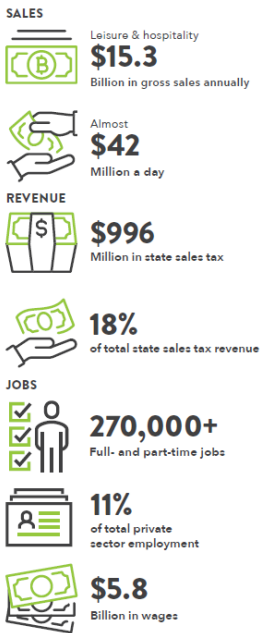 SALES
Leisure & hospitality
$15.3
Billion in gross sales annually
Almost
$42
Million a day
REVENUE
$
$996
Million in state sales tax
18%
of total state sales tax revenue
JOBS
270,000+
Full- and part-time jobs
11%
of total private
sector employment
$5.8
Billion in wages